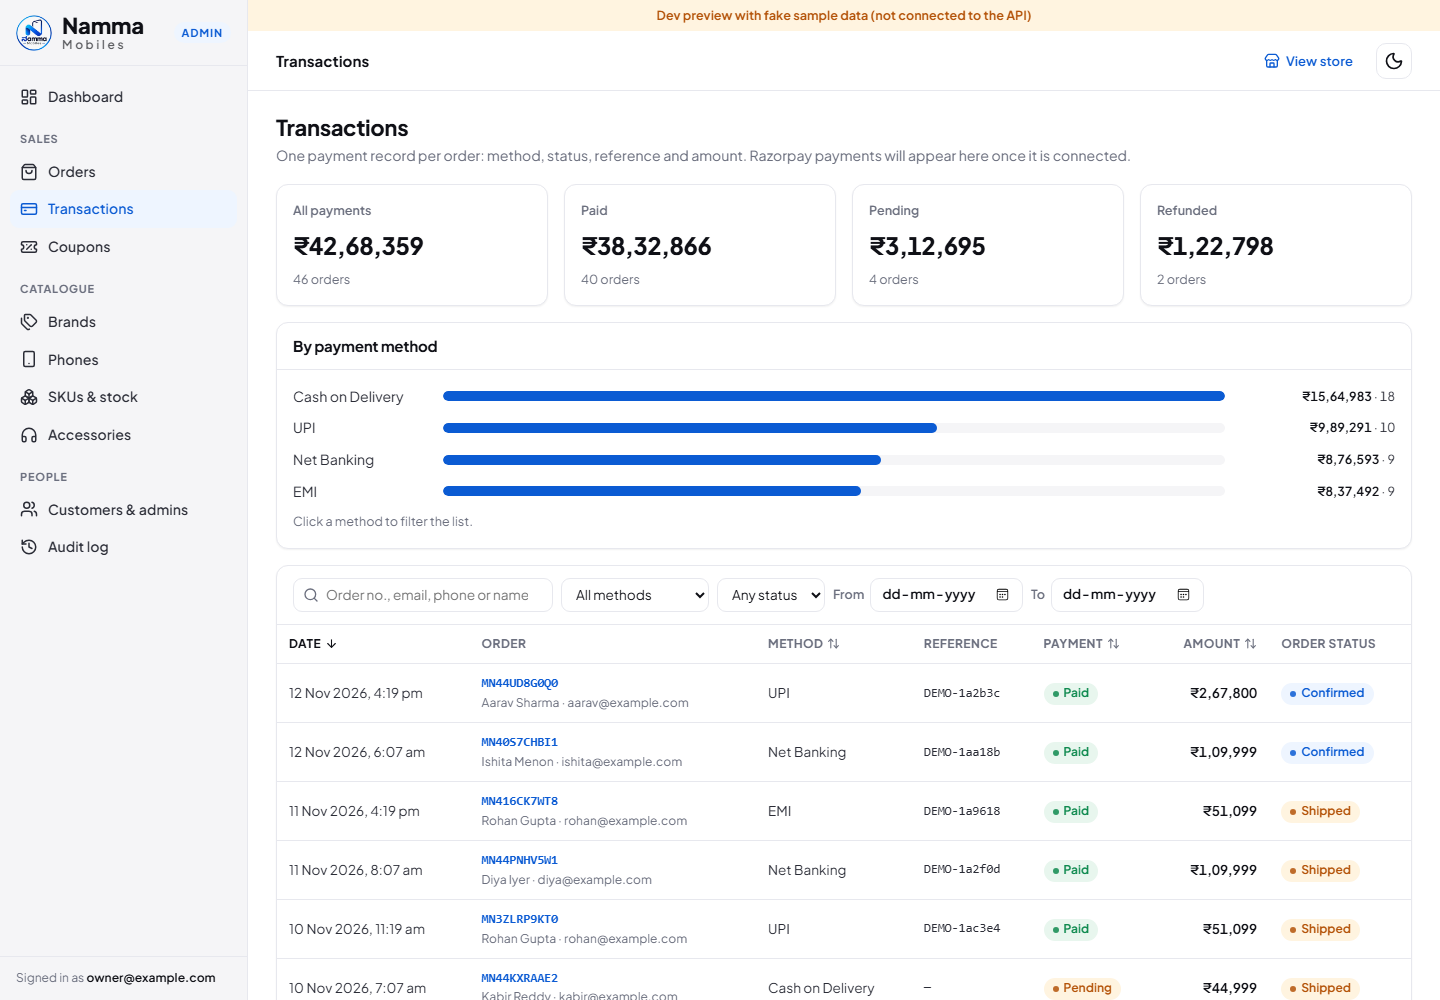 Namma
Mobiles
ADMIN
Dashboard
SALES
Orders
Transactions
Coupons
CATALOGUE
Brands
Phones
SKUs & stock
Accessories
PEOPLE
Customers & admins
Audit log
Signed in as owner@example.com
Dev preview with fake sample data (not connected to the API)
Transactions
View store
Transactions
One payment record per order: method, status, reference and amount. Razorpay payments will appear here once it is connected.
All payments
₹42,68,359
46 orders
Paid
₹38,32,866
40 orders
Pending
₹3,12,695
4 orders
Refunded
₹1,22,798
2 orders
By payment method
Cash on Delivery ₹15,64,983 · 18
UPI ₹9,89,291 · 10
Net Banking ₹8,76,593 · 9
EMI ₹8,37,492 · 9
Click a method to filter the list.
Order no., email, phone or name All methods Any status From dd-mm-yyyy To dd-mm-yyyy
DATE ORDER METHOD REFERENCE PAYMENT AMOUNT ORDER STATUS
12 Nov 2026, 4:19 pm MN44UD8G0Q0 UPI DEMO-1a2b3c Paid ₹2,67,800 Confirmed
Aarav Sharma · aarav@example.com
12 Nov 2026, 6:07 am MN40S7CHBI1 Net Banking DEMO-1aa18b Paid ₹1,09,999 Confirmed
Ishita Menon · ishita@example.com
11 Nov 2026, 4:19 pm MN416CK7WT8 EMI DEMO-1a9618 Paid ₹51,099 Shipped
Rohan Gupta · rohan@example.com
11 Nov 2026, 8:07 am MN44PNHV5W1 Net Banking DEMO-1a2f0d Paid ₹1,09,999 Shipped
Diya Iyer · diya@example.com
10 Nov 2026, 11:19 am MN3ZLRP9KT0 UPI DEMO-1ac3e4 Paid ₹51,099 Shipped
Rohan Gupta · rohan@example.com
10 Nov 2026, 7:07 am MN44KXRAAE2 Cash on Delivery – Pending ₹44,999 Shipped
Kabir Reddy · kabir@example.com